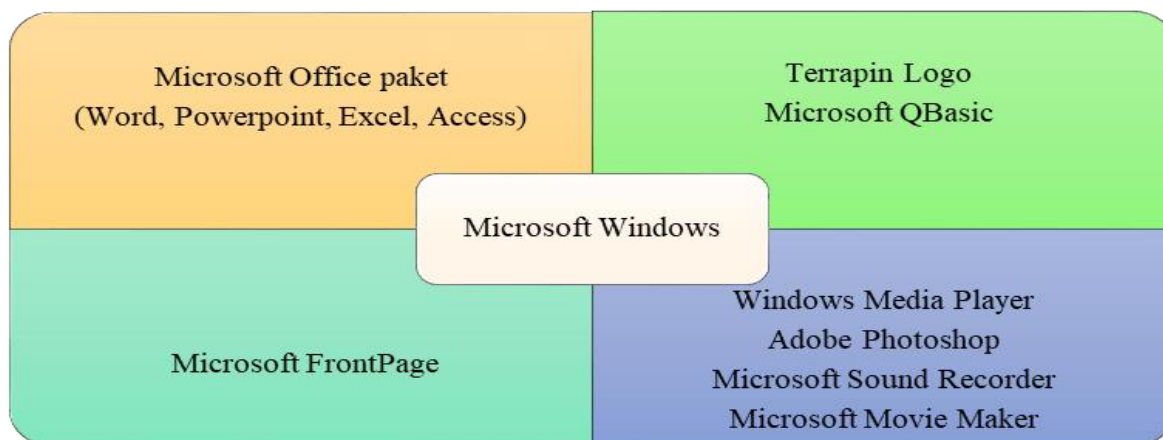 Microsoft Office paket
(Word, Powerpoint, Excel, Access)
Terrapin Logo
Microsoft QBasic
Microsoft Windows
Microsoft FrontPage
Windows Media Player
Adobe Photoshop
Microsoft Sound Recorder
Microsoft Movie Maker